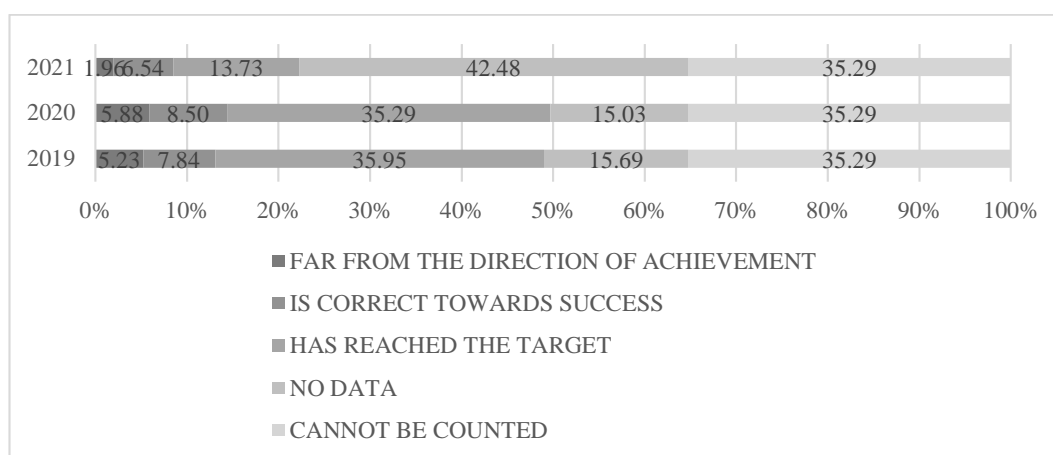 2021 1.96 6.54 13.73 42.48 35.29
2020 5.88 8.50 35.29 15.03 35.29
2019 5.23 7.84 35.95 15.69 35.29
0% 10% 20% 30% 40% 50% 60% 70% 80% 90% 100%
FAR FROM THE DIRECTION OF ACHIEVEMENT
IS CORRECT TOWARDS SUCCESS
HAS REACHED THE TARGET
NO DATA
CANNOT BE COUNTED